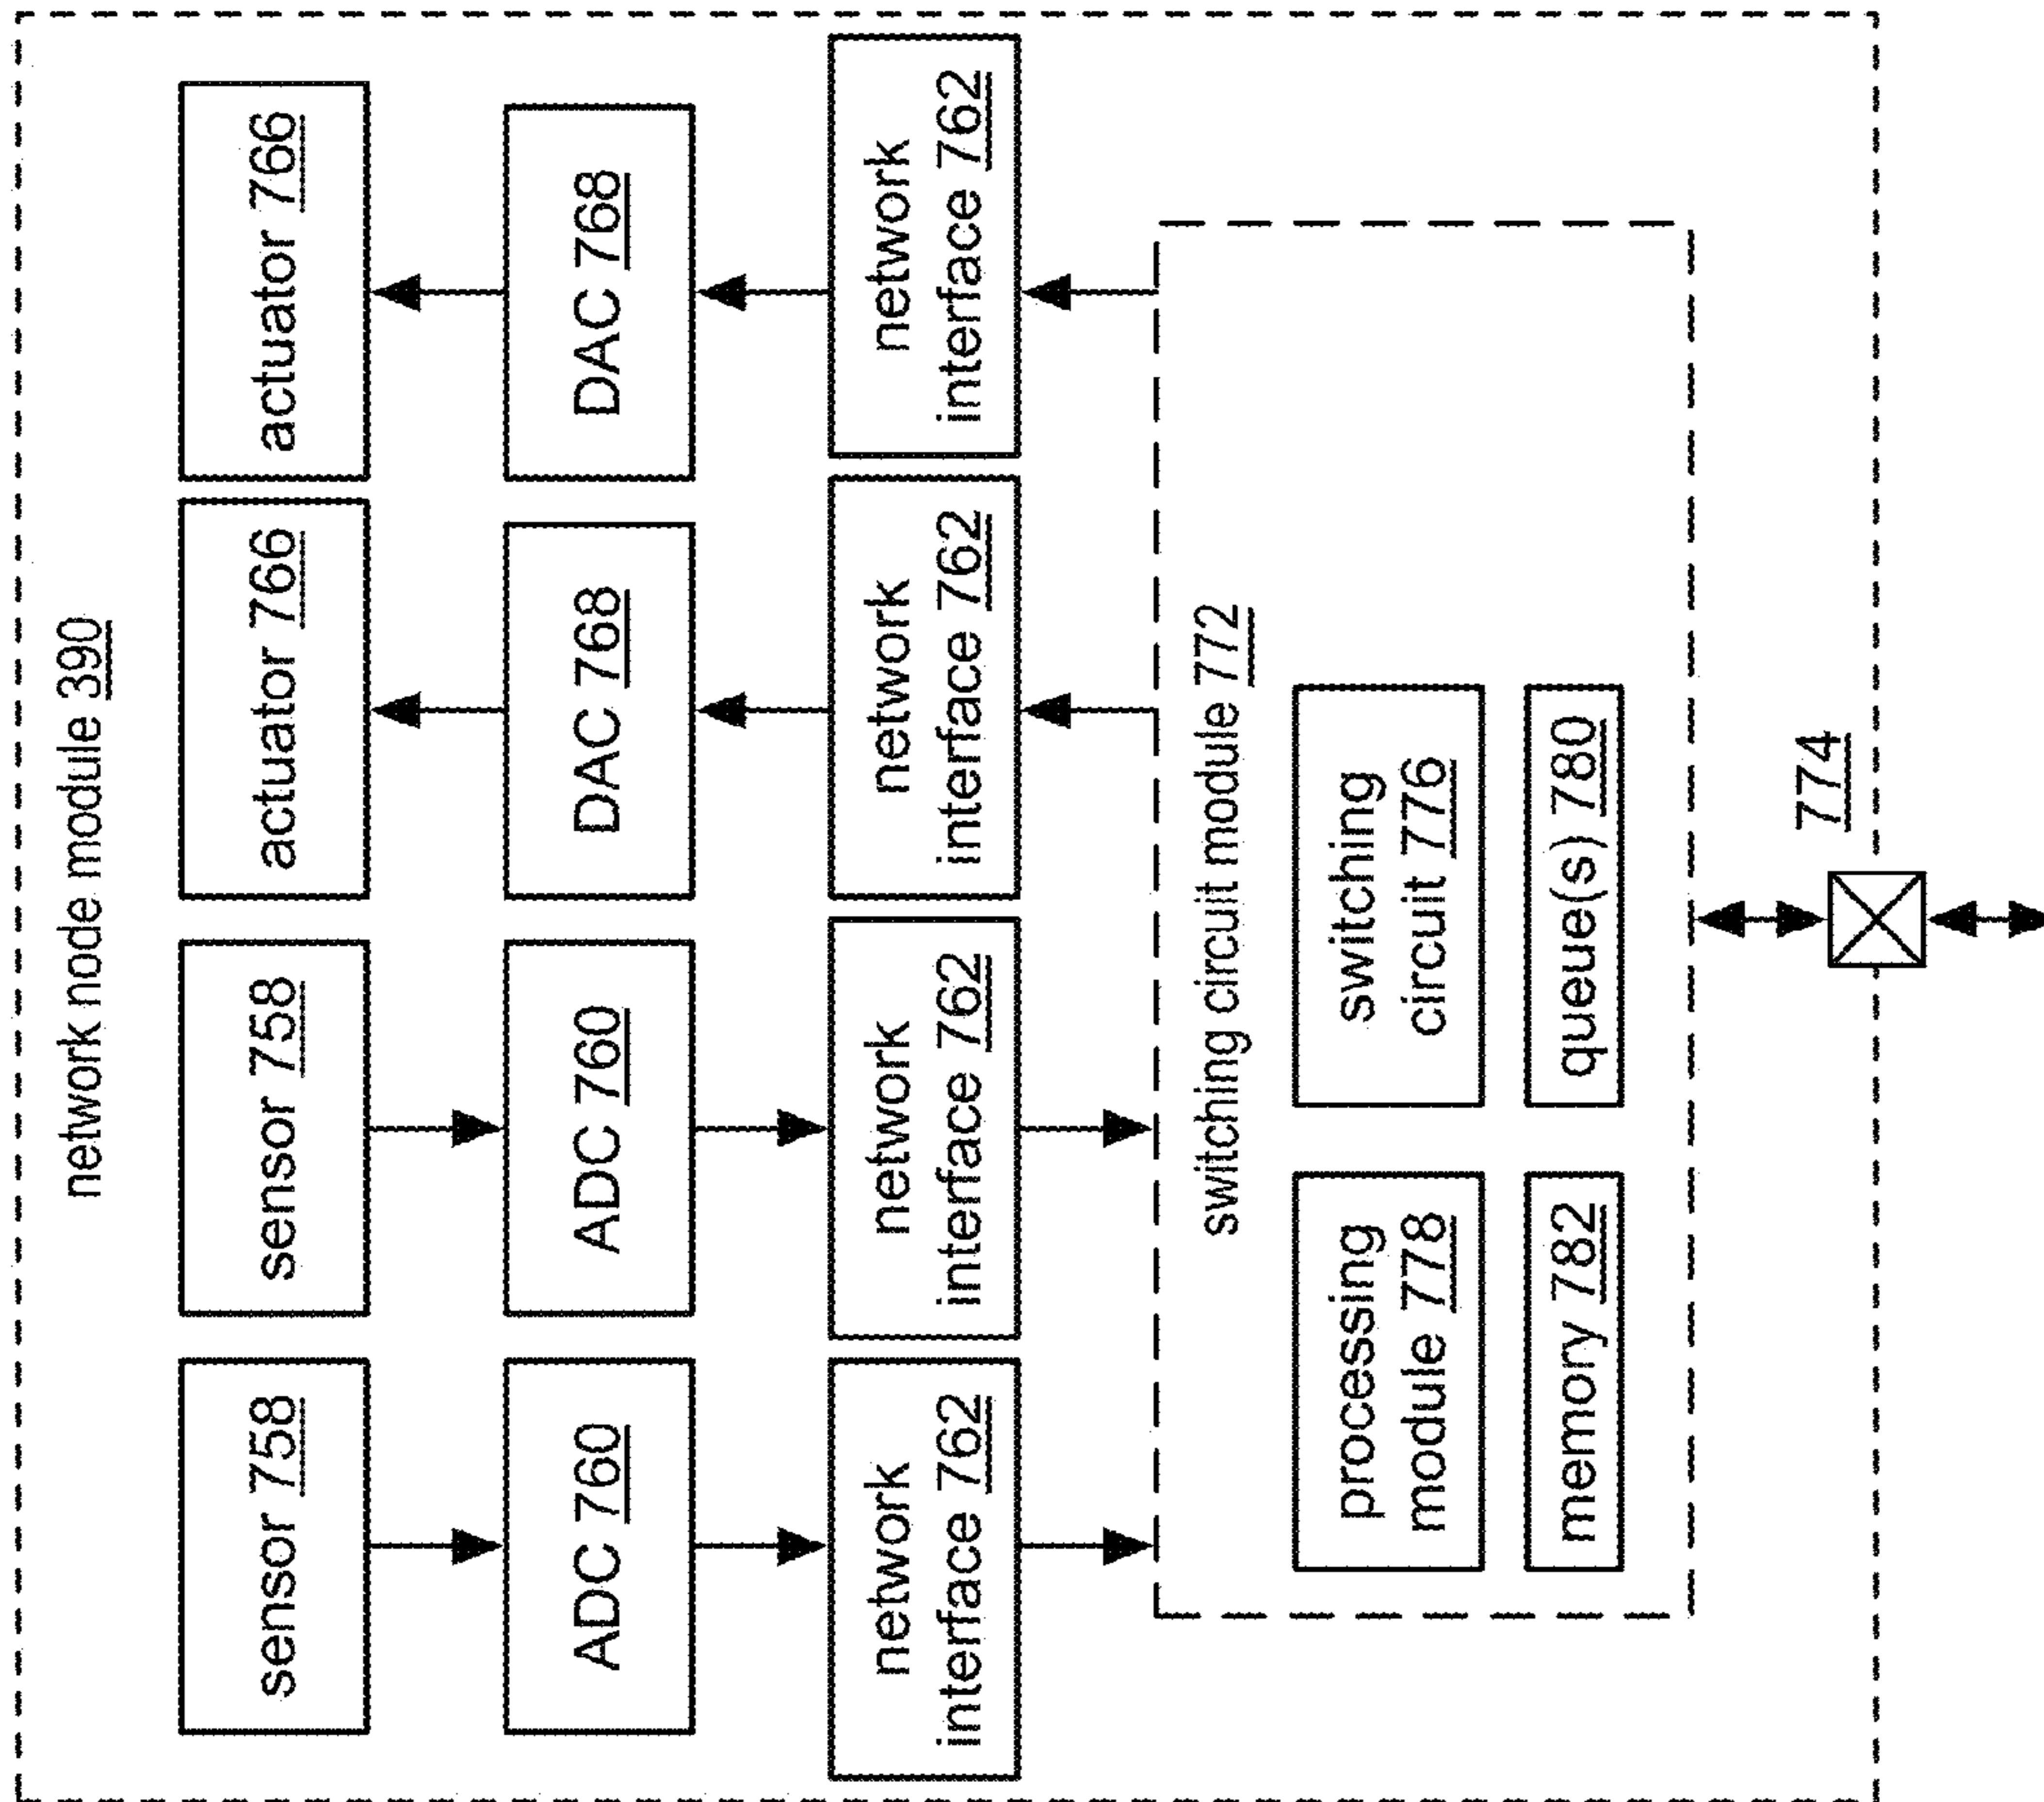 network node module 390
sensor 758
sensor 758
actuator 766
actuator 766
ADC 760
ADC 760
DAC 768
DAC 768
network
interface 762
network
interface 762
network
interface 762
network
interface 762
switching circuit module 772
processing
module 778
switching
circuit 776
memory 782
queue(s) 780
774